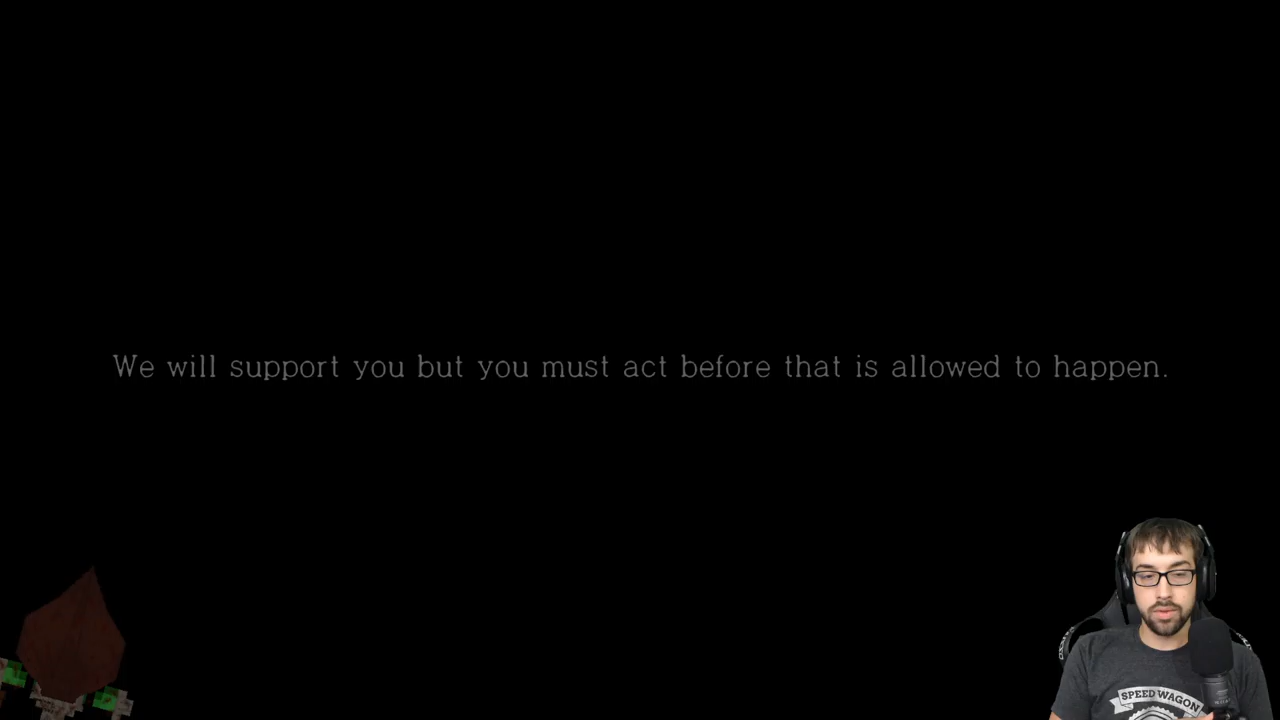 We will support you but you must act before that is allowed to happen.
SPEED WAGON